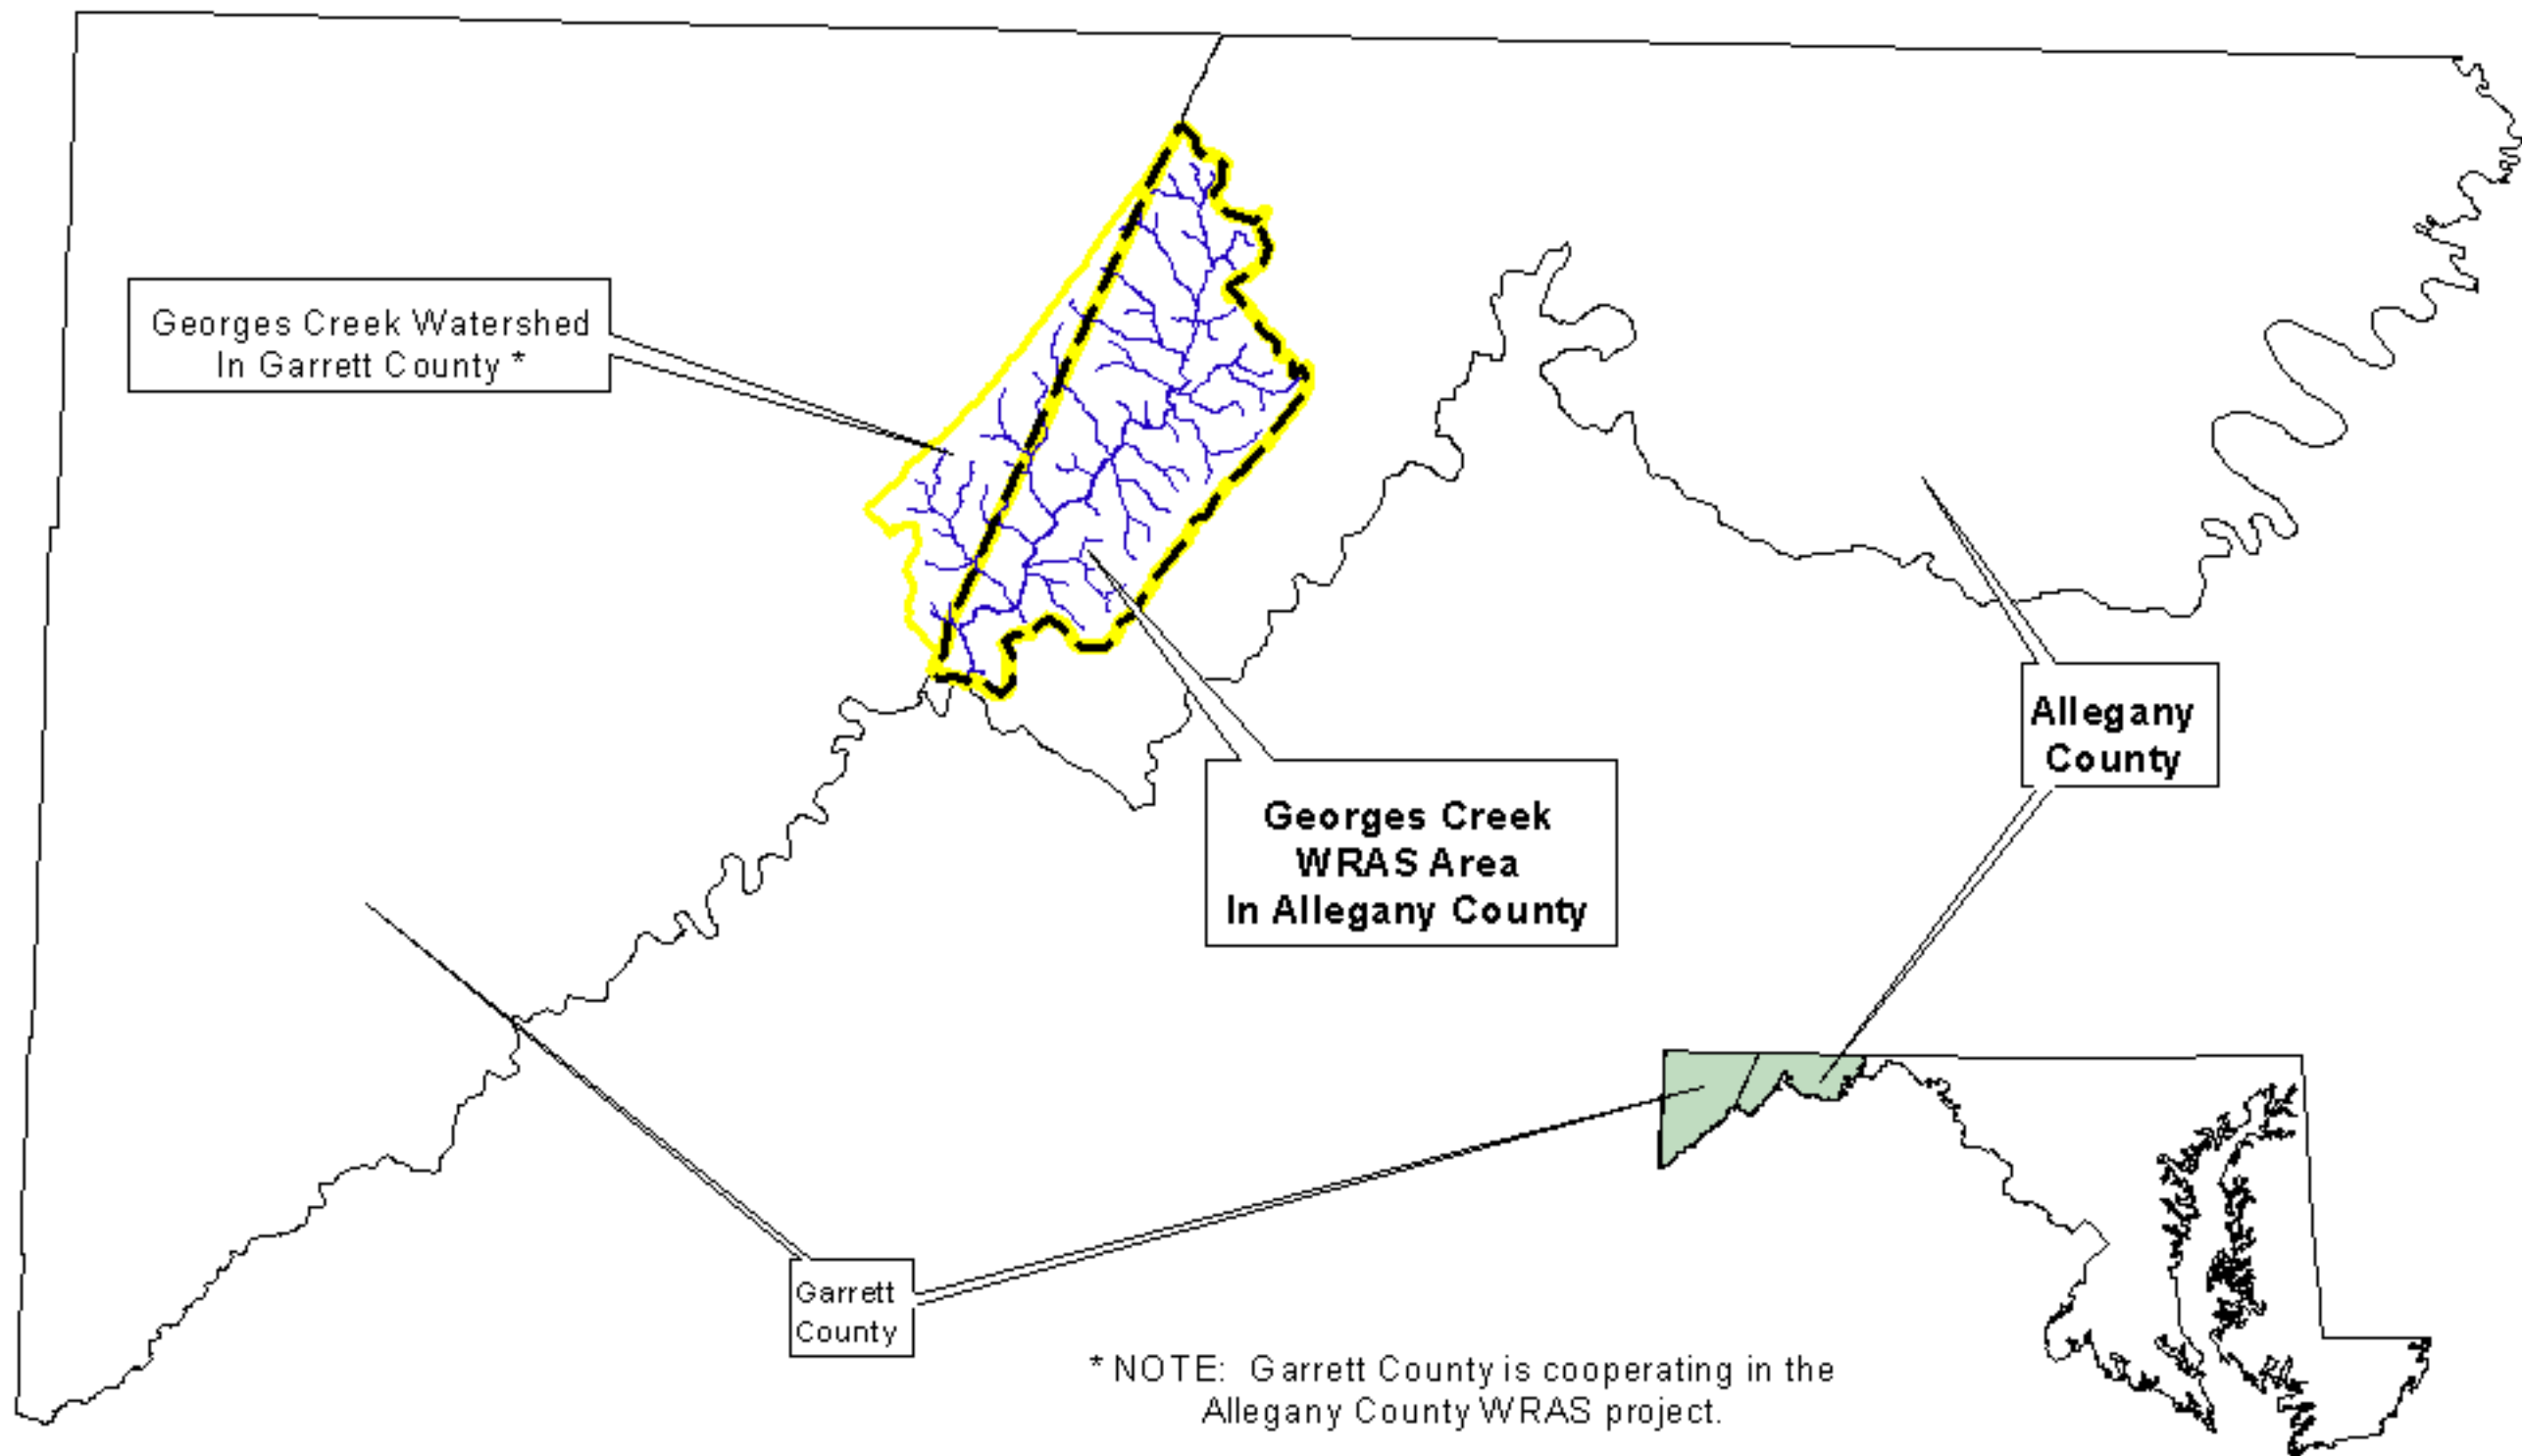 Georges Creek Watershed
In Garrett County *
Allegany
County
Georges Creek
WRAS Area
In Allegany County
Garrett
County
* NOTE: Garrett County is cooperating in the
Allegany County WRAS project.